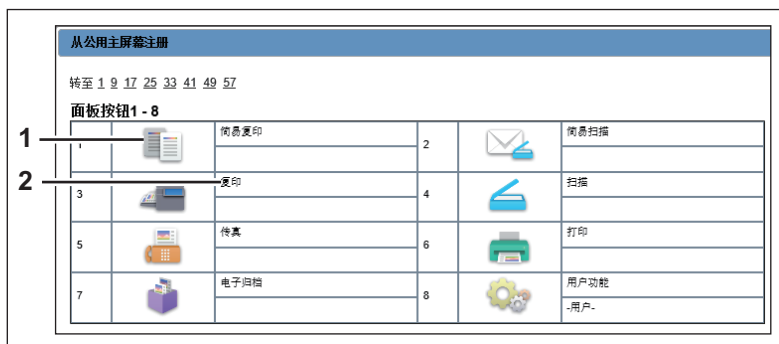 从公用主屏幕注册
转至 1 9 17 25 33 41 49 57
面板按钮1 - 8
1
2
1 简易复印 2 简易扫描
3 复印 4 扫描
5 传真 6 打印
7 电子归档 8 用户功能
-用户-